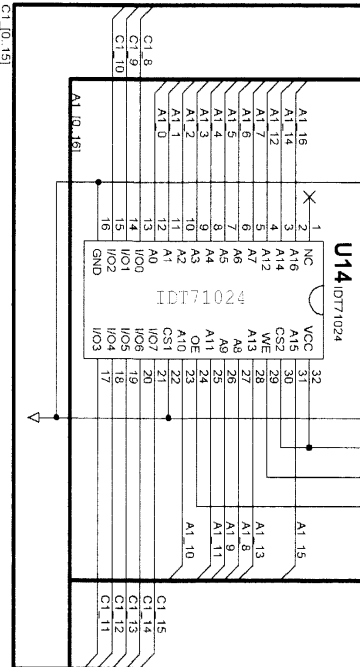 U14 IDT71024
1 NC VCC 32
A1_16 2 A16 A15 31 A1_15
A1_14 3 A14 CS2 30
A1_12 4 A12 WE 29
A1_7 5 A7 A13 28 A1_13
A1_6 6 A6 A8 27 A1_8
A1_5 7 A5 A9 26 A1_9
A1_4 8 A4 A11 25 A1_11
A1_3 9 A3 OE 24
A1_2 10 A2 A10 23 A1_10
A1_1 11 A1 CS1 22
A1_0 12 A0 I/O7 21 C1_15
C1_8 13 I/O0 I/O6 20 C1_14
C1_9 14 I/O1 I/O5 19 C1_13
C1_10 15 I/O2 I/O4 18 C1_12
16 GND I/O3 17 C1_11
IDT71024
A1_[0..16]
C1_[0..15]